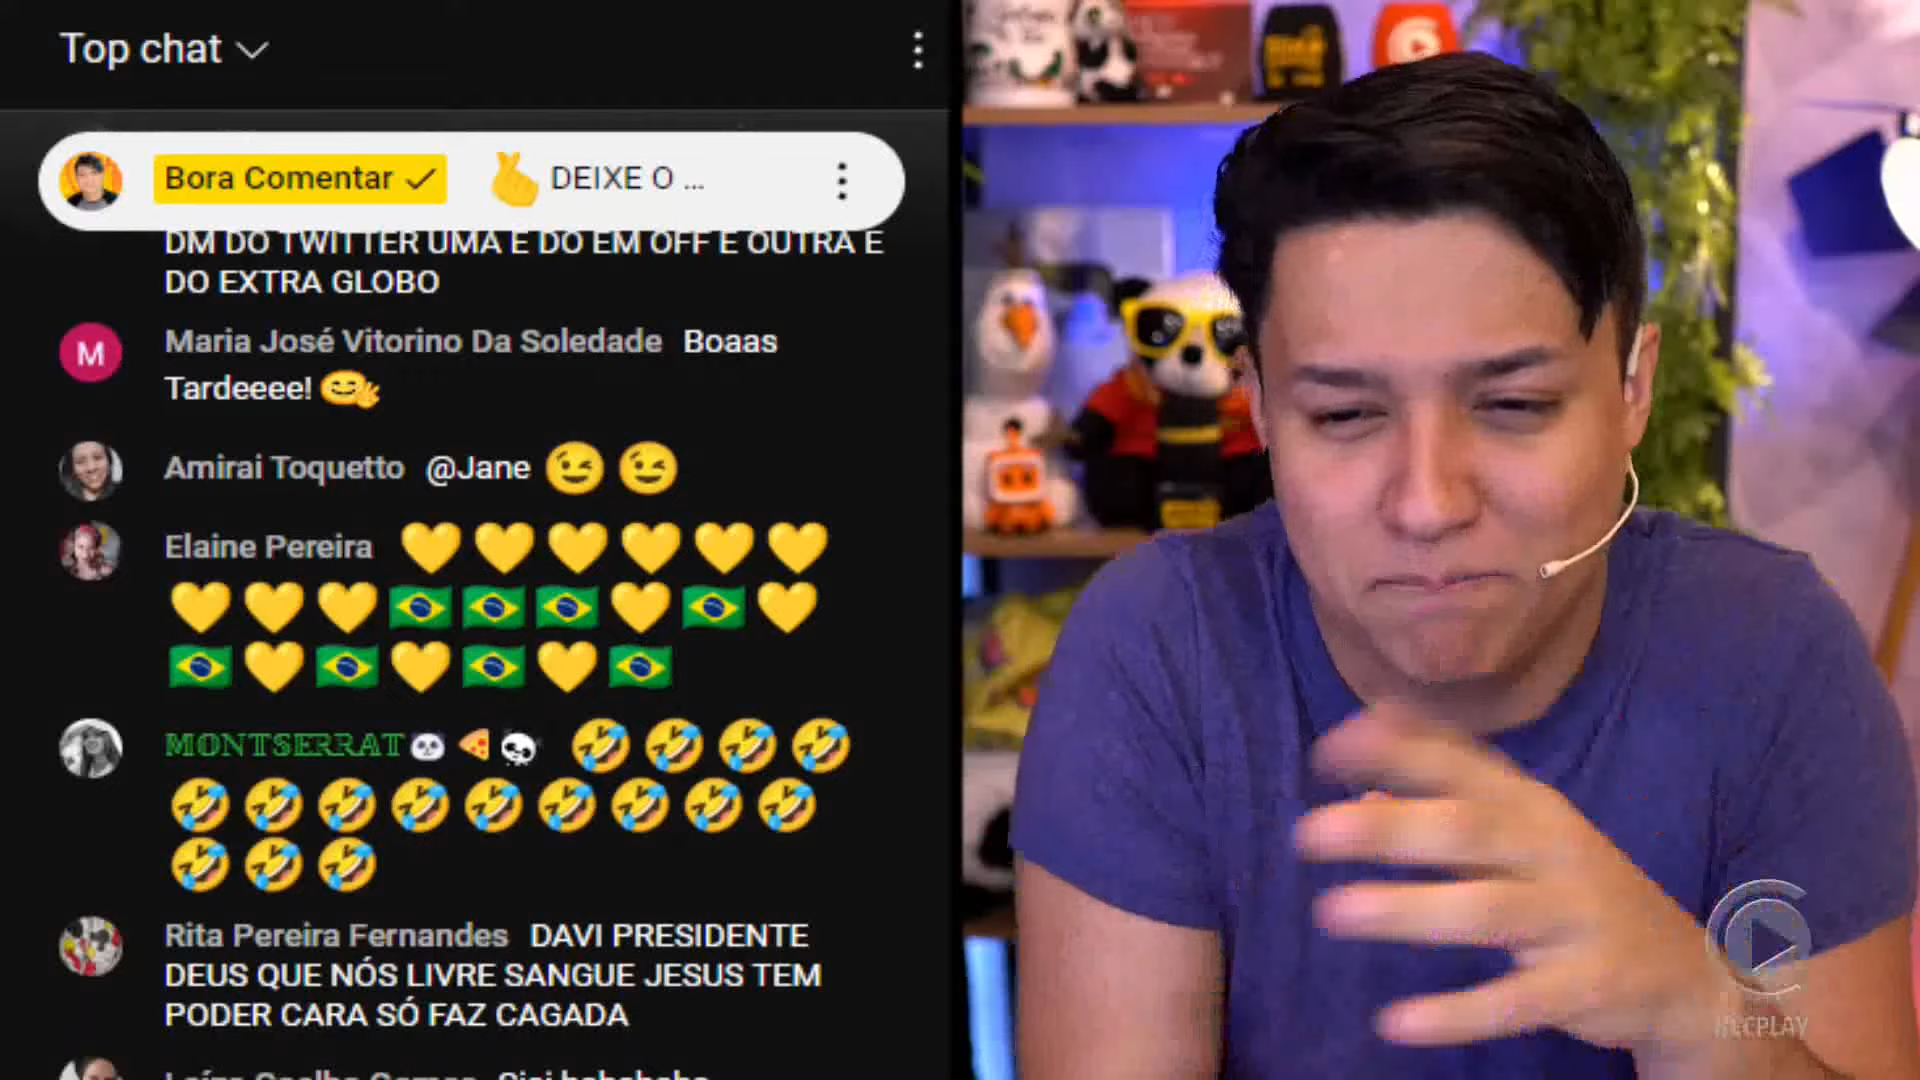 Top chat
Bora Comentar DEIXE O ...
DM DO TWITTER UMA E DO EM OFF E OUTRA E
DO EXTRA GLOBO
Maria José Vitorino Da Soledade Boaas
Tardeeee!
Amirai Toquetto @Jane
Elaine Pereira
MONTSERRAT
Rita Pereira Fernandes DAVI PRESIDENTE
DEUS QUE NÓS LIVRE SANGUE JESUS TEM
PODER CARA SÓ FAZ CAGADA
M